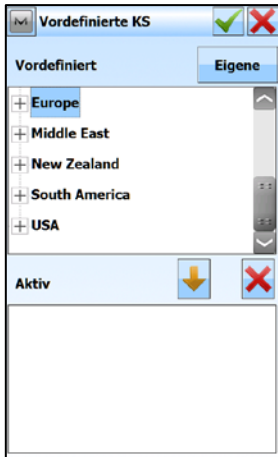 Vordefinierte KS
Vordefiniert
Eigene
Europe
Middle East
New Zealand
South America
USA
Aktiv